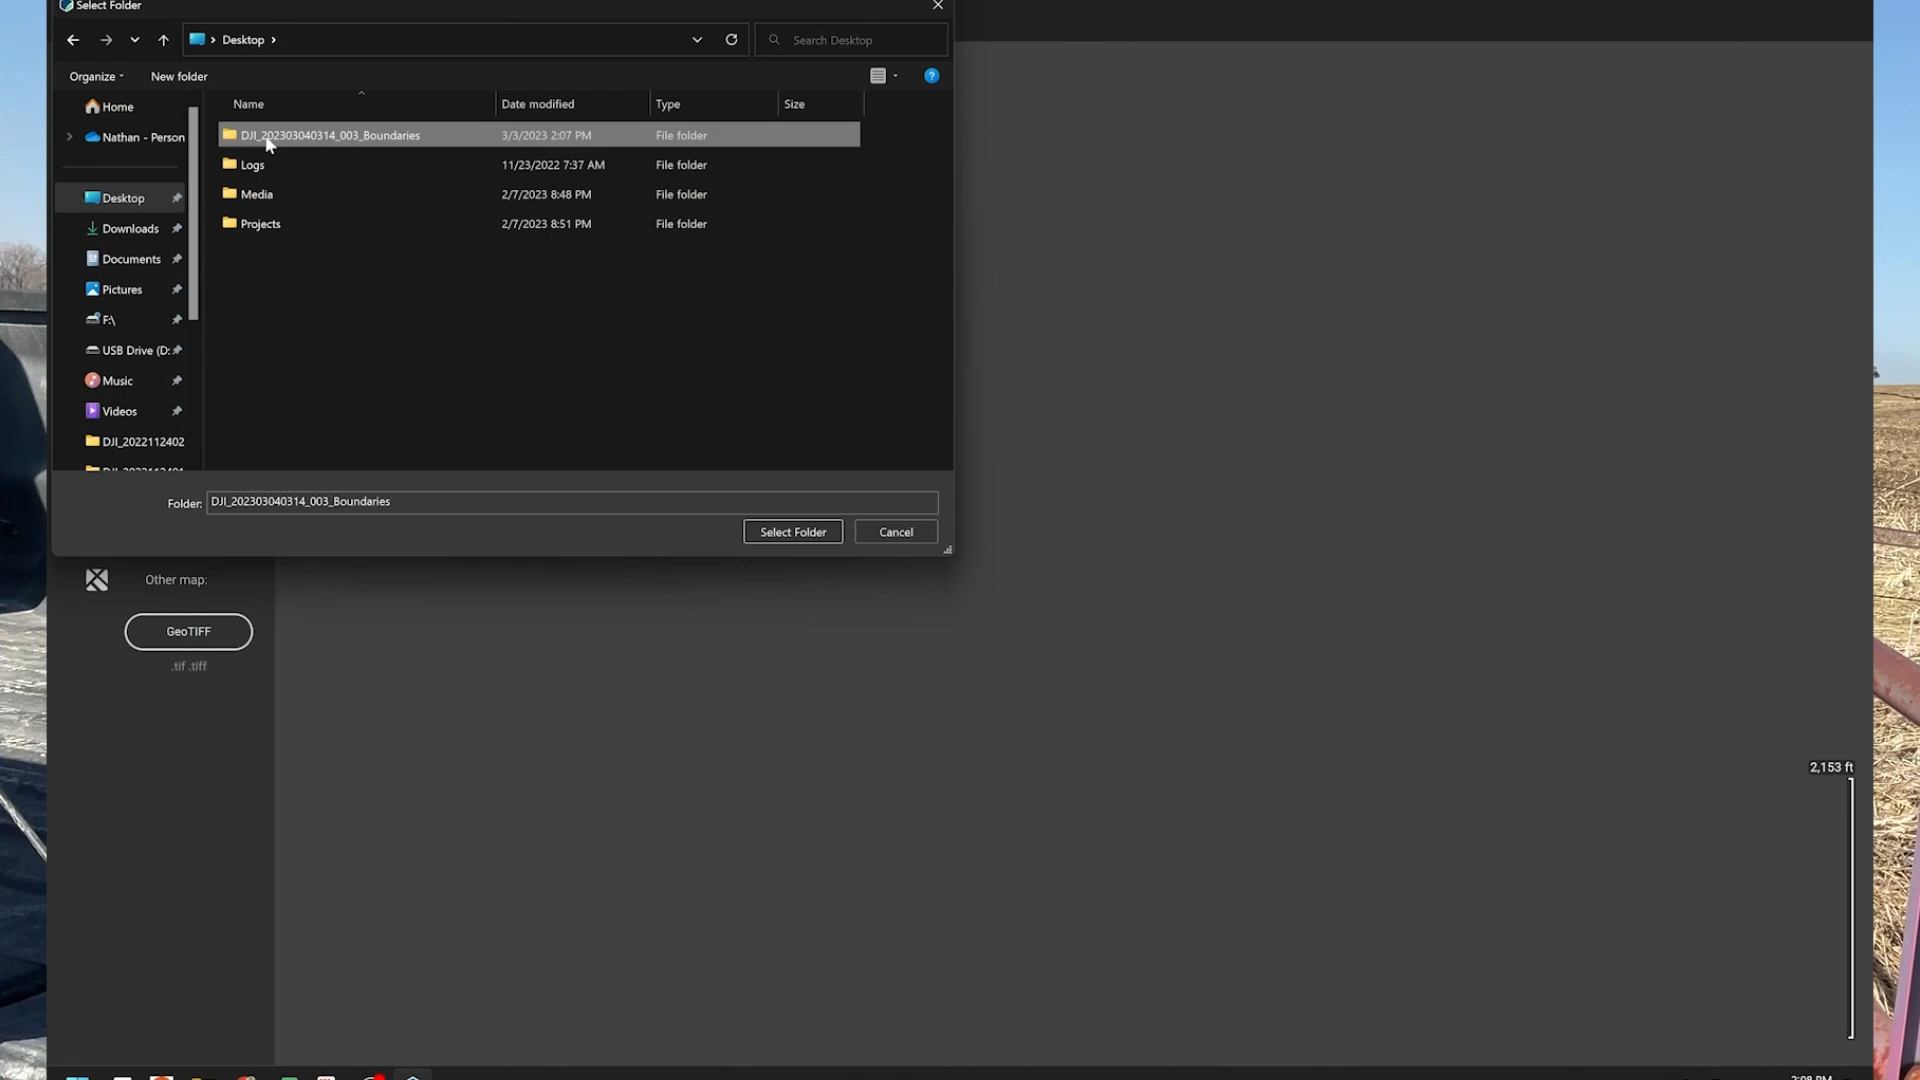 Select Folder
Desktop
Search Desktop
Organize
New folder
Name
Date modified
Type
Size
Home
Nathan - Person
Desktop
Downloads
Documents
Pictures
F:\
USB Drive (D:
Music
Videos
DJI_2022112402
DJI_202303040314_003_Boundaries 3/3/2023 2:07 PM File folder
Logs 11/23/2022 7:37 AM File folder
Media 2/7/2023 8:48 PM File folder
Projects 2/7/2023 8:51 PM File folder
Folder: DJI_202303040314_003_Boundaries
Select Folder
Cancel
Other map:
GeoTIFF
.tif .tiff
2,153 ft